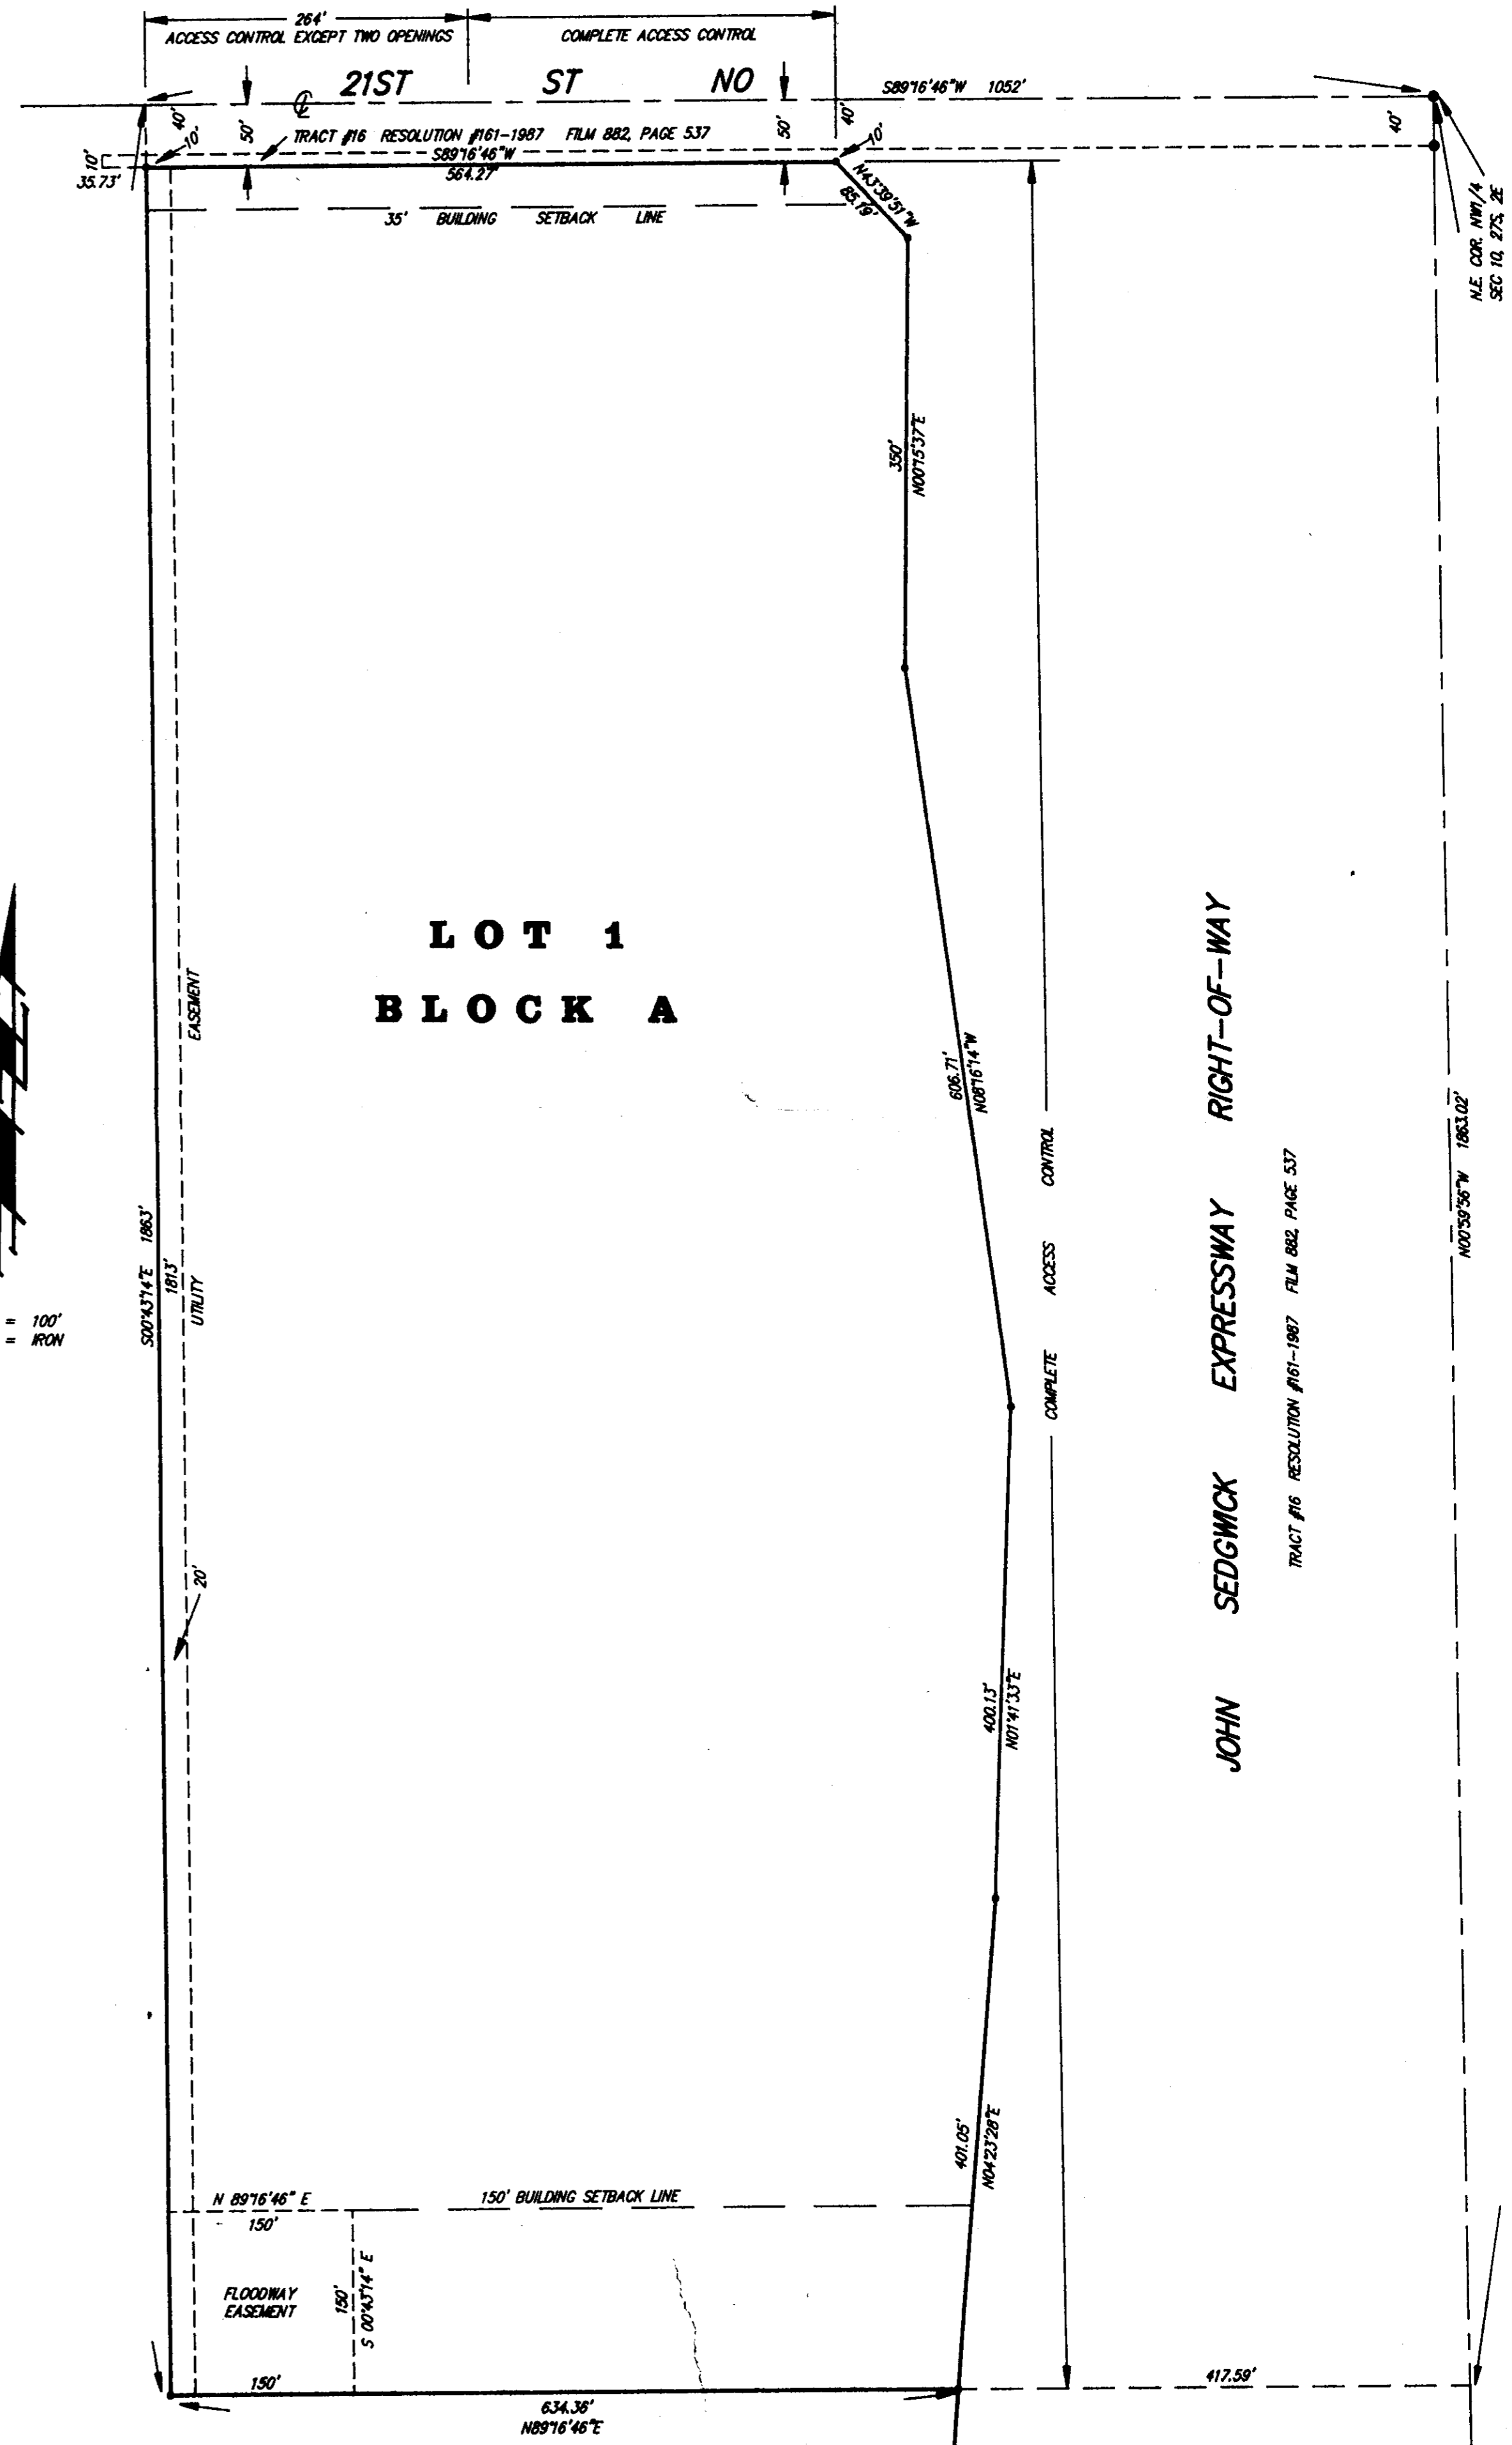 264'
ACCESS CONTROL EXCEPT TWO OPENINGS
COMPLETE ACCESS CONTROL
21ST ST NO
S89°16'46"W 1052'
40'
10'
50'
TRACT #16 RESOLUTION #161-1987 FILM 882, PAGE 537
50'
40'
10'
40'
10'
35.73'
S89°16'46"W
564.27'
N43°39'51"W
85.19'
35' BUILDING SETBACK LINE
N.E. COR. NW1/4
SEC 10, 27S, 2E
350'
N00°15'37"E
LOT 1
BLOCK A
EASEMENT
UTILITY
20'
S00°43'14"E 1863'
1813'
= 100'
= IRON
606.71'
N08°16'14"W
COMPLETE ACCESS CONTROL
JOHN SEDGWICK EXPRESSWAY RIGHT-OF-WAY
TRACT #16 RESOLUTION #161-1987 FILM 882, PAGE 537
N00°59'56"W 1863.02'
400.13'
N01°41'33"E
401.05'
N04°23'28"E
N 89°16'46" E
150'
150' BUILDING SETBACK LINE
FLOODWAY
EASEMENT
150'
S 00°43'14" E
150'
634.36'
N89°16'46"E
417.59'